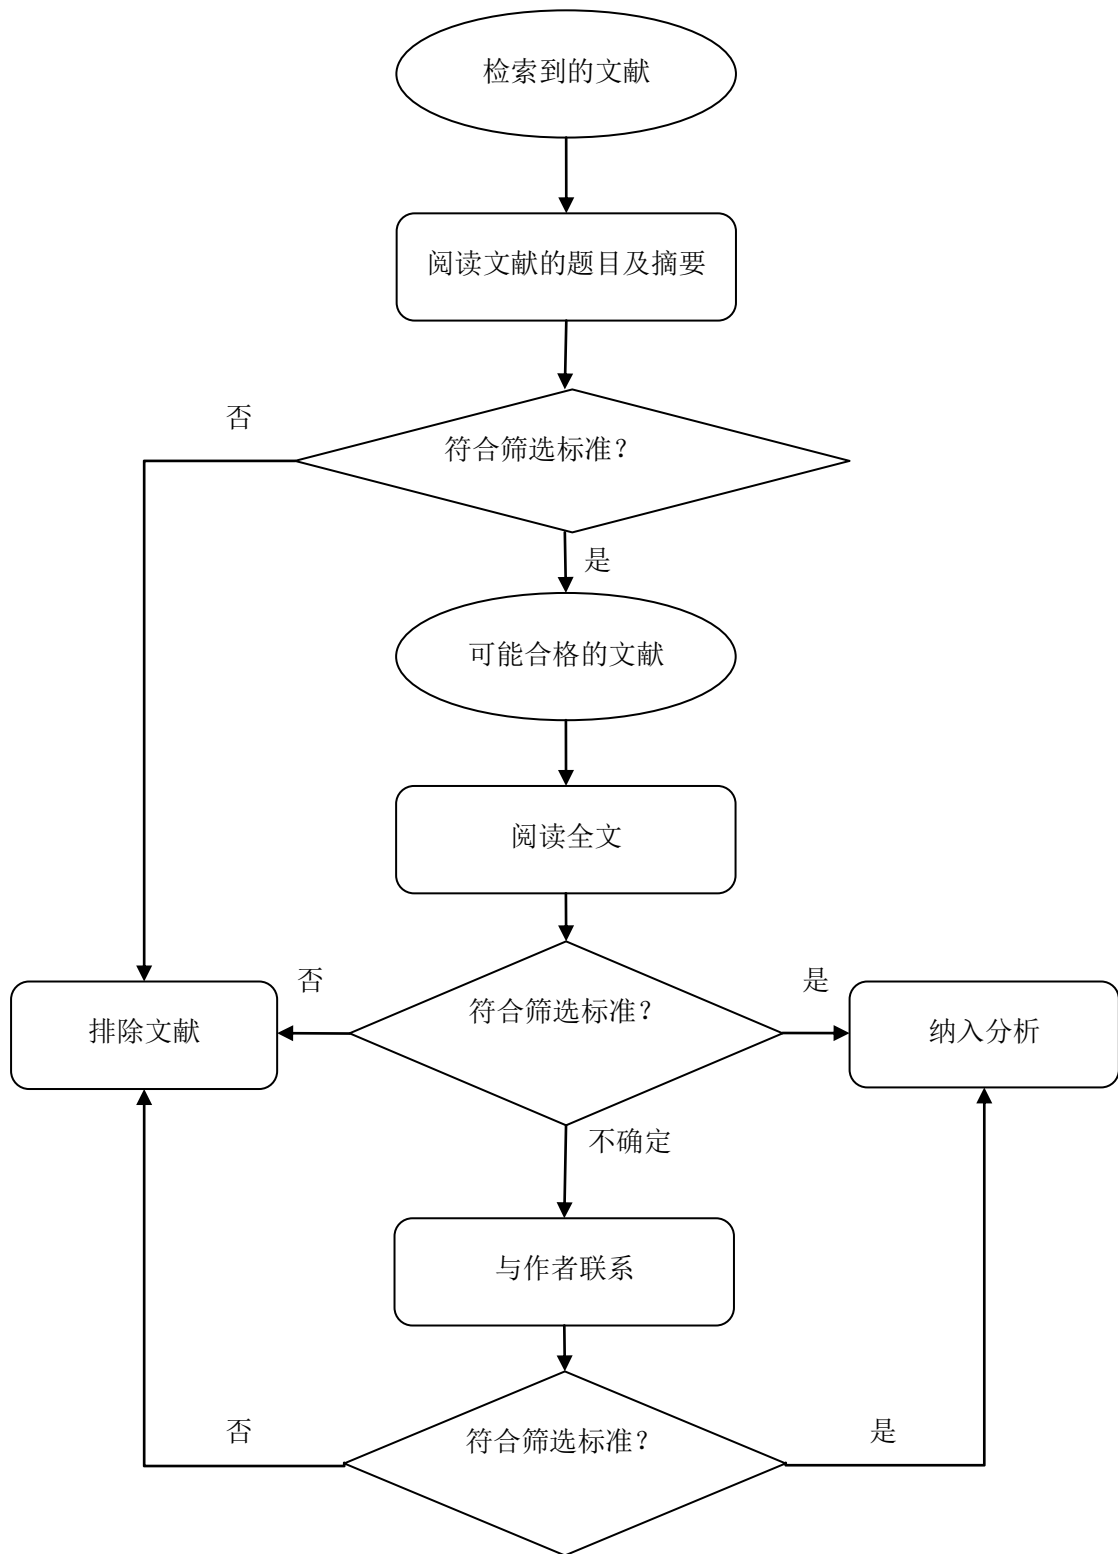 检索到的文献
阅读文献的题目及摘要
否
符合筛选标准？
是
可能合格的文献
阅读全文
否
是
符合筛选标准？
排除文献
纳入分析
不确定
与作者联系
否
符合筛选标准？
是